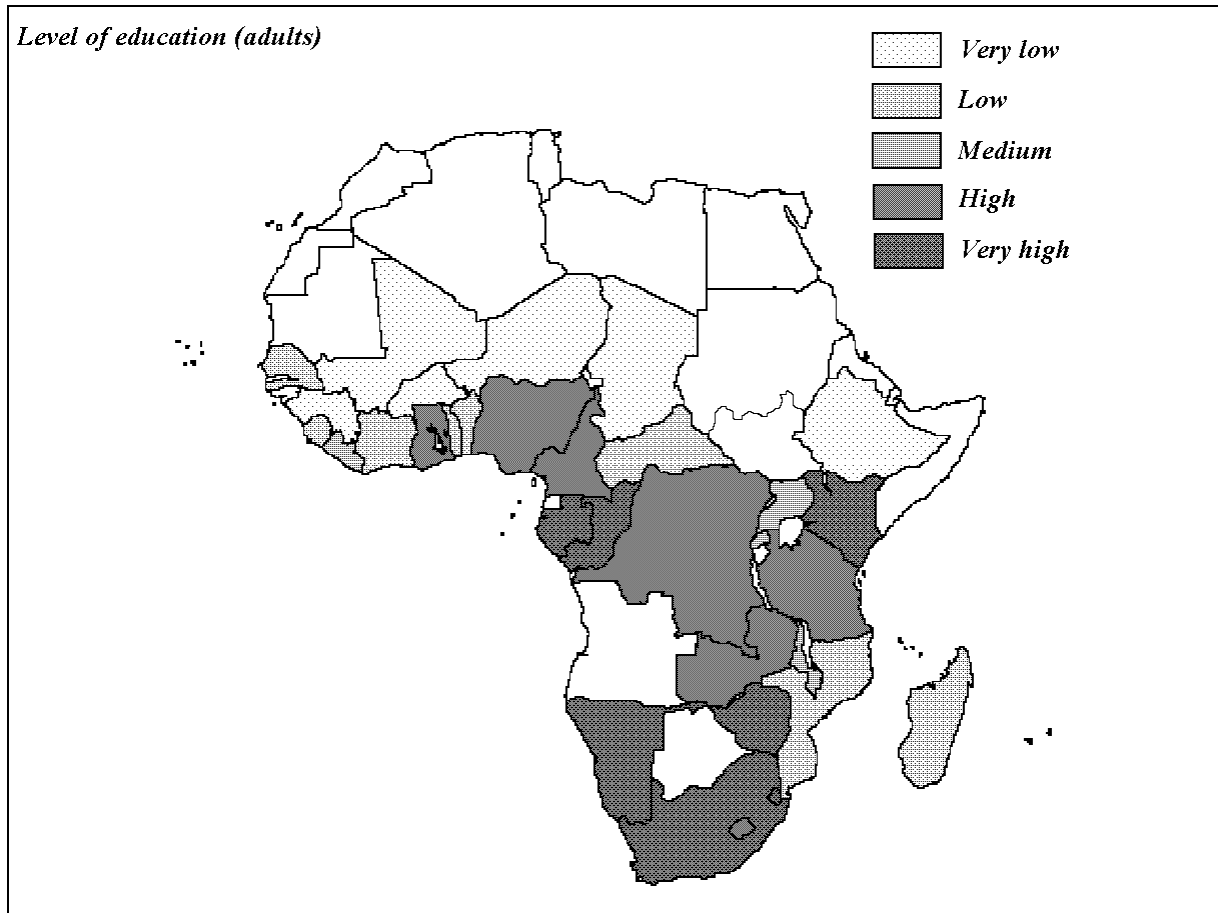 Level of education (adults)
Very low
Low
Medium
High
Very high